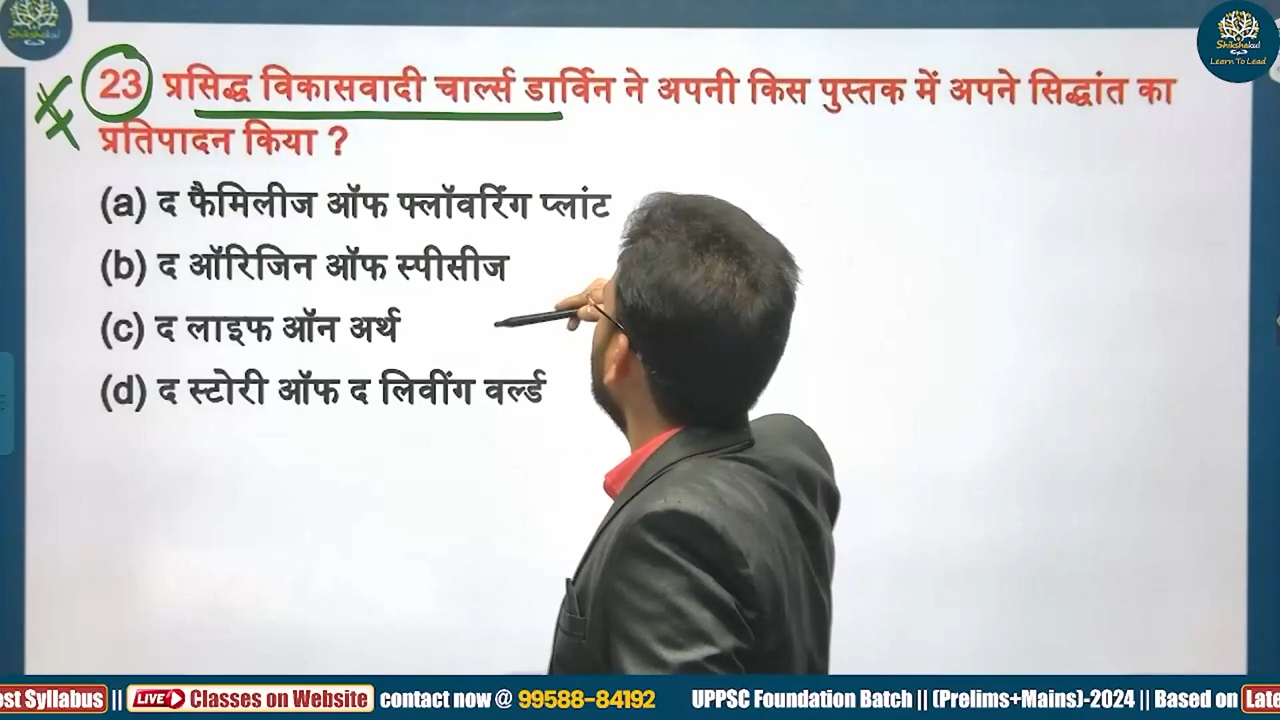 Shikshakul
Shikshakul
Learn To Lead
23 प्रसिद्ध विकासवादी चार्ल्स डार्विन ने अपनी किस पुस्तक में अपने सिद्धांत का
प्रतिपादन किया ?
(a) द फैमिलीज ऑफ फ्लॉवरिंग प्लांट
(b) द ऑरिजिन ऑफ स्पीसीज
(c) द लाइफ ऑन अर्थ
(d) द स्टोरी ऑफ द लिवींग वर्ल्ड
ost Syllabus || LIVE Classes on Website contact now @ 99588-84192 UPPSC Foundation Batch || (Prelims+Mains)-2024 || Based on Late